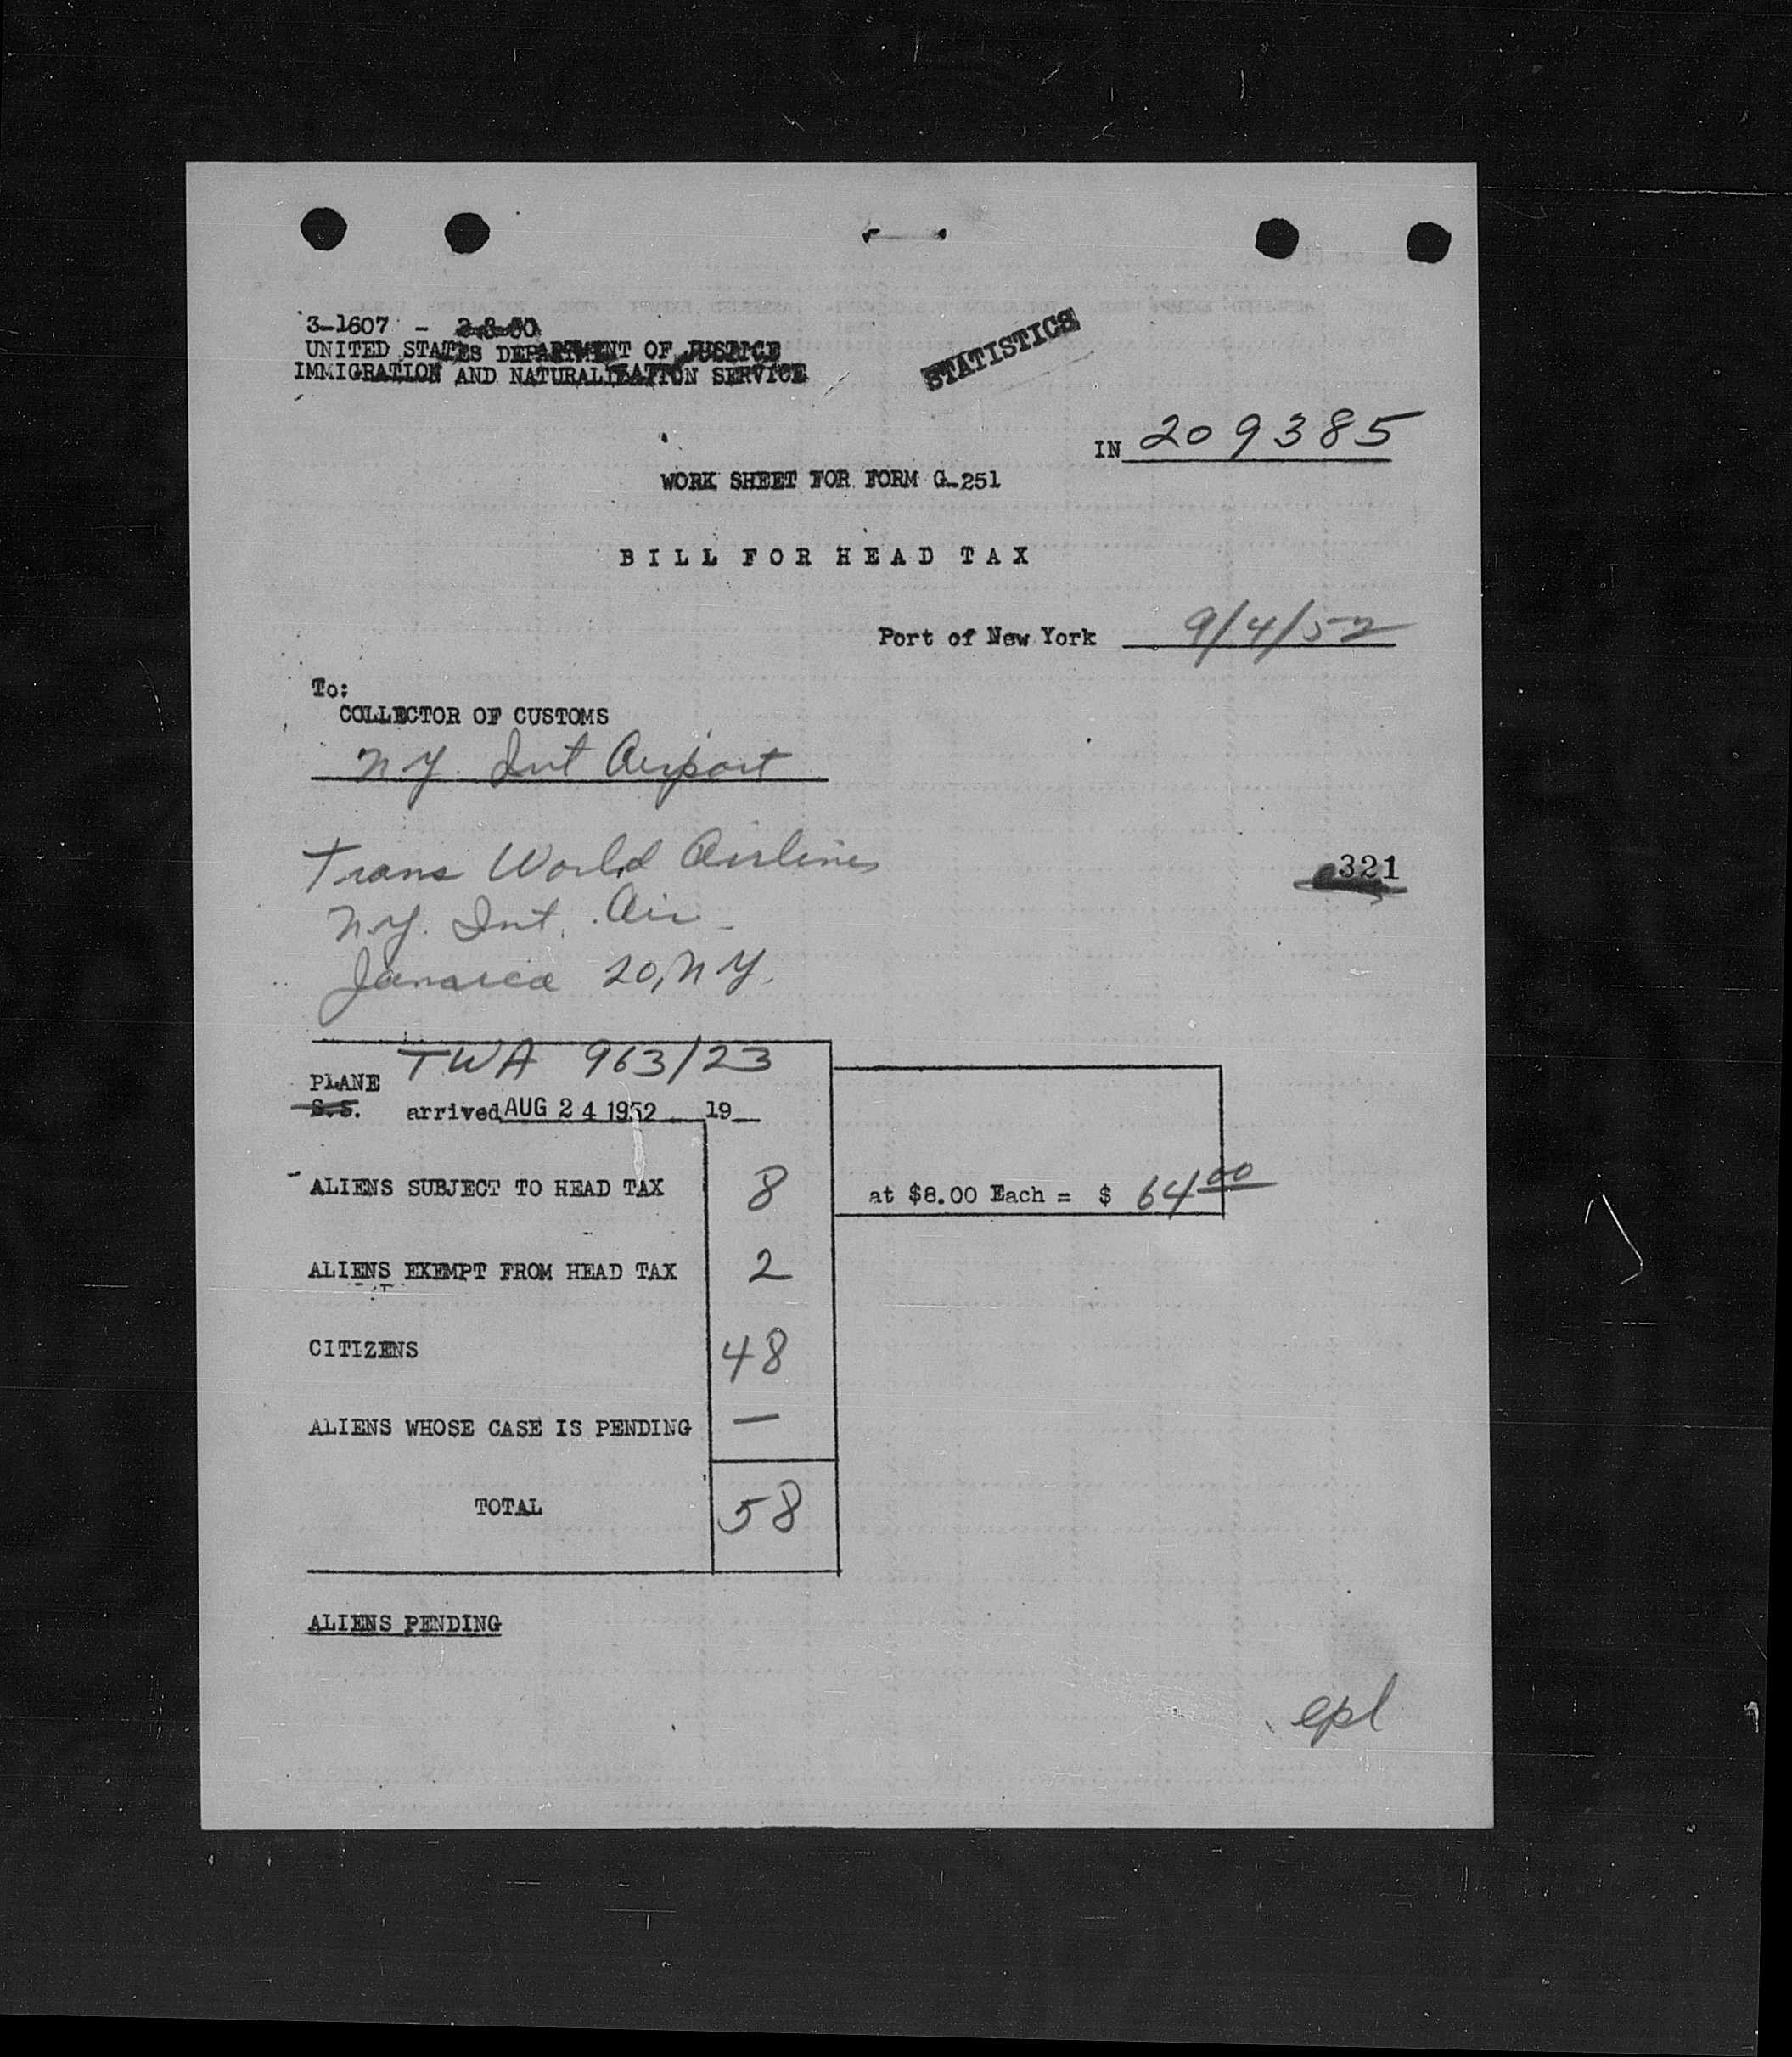 3-1607 - 2-8-50
UNITED STATES DEPARTMENT OF JUSTICE
IMMIGRATION AND NATURALIZATION SERVICE
STATISTICS
IN 209385
WORK SHEET FOR FORM G-251
BILL FOR HEAD TAX
Port of New York 9/4/52
To:
COLLECTOR OF CUSTOMS
N.Y. Int Airport
Trans World Airlines
321
N.Y. Int. Air
Jamaica 20, N.Y.
TWA 963/23
PLANE
S.S. arrived AUG 24 1952 19
ALIENS SUBJECT TO HEAD TAX 8 at $8.00 Each = $ 64 00
ALIENS EXEMPT FROM HEAD TAX 2
CITIZENS 48
ALIENS WHOSE CASE IS PENDING —
TOTAL 58
ALIENS PENDING
epl